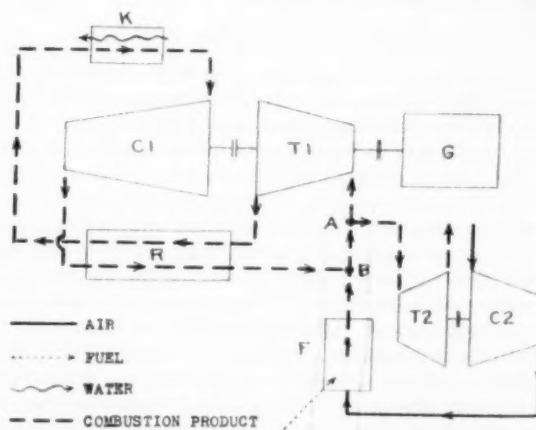 K
C1
T1
G
A
R
B
T2
C2
F
AIR
FUEL
WATER
COMBUSTION PRODUCT